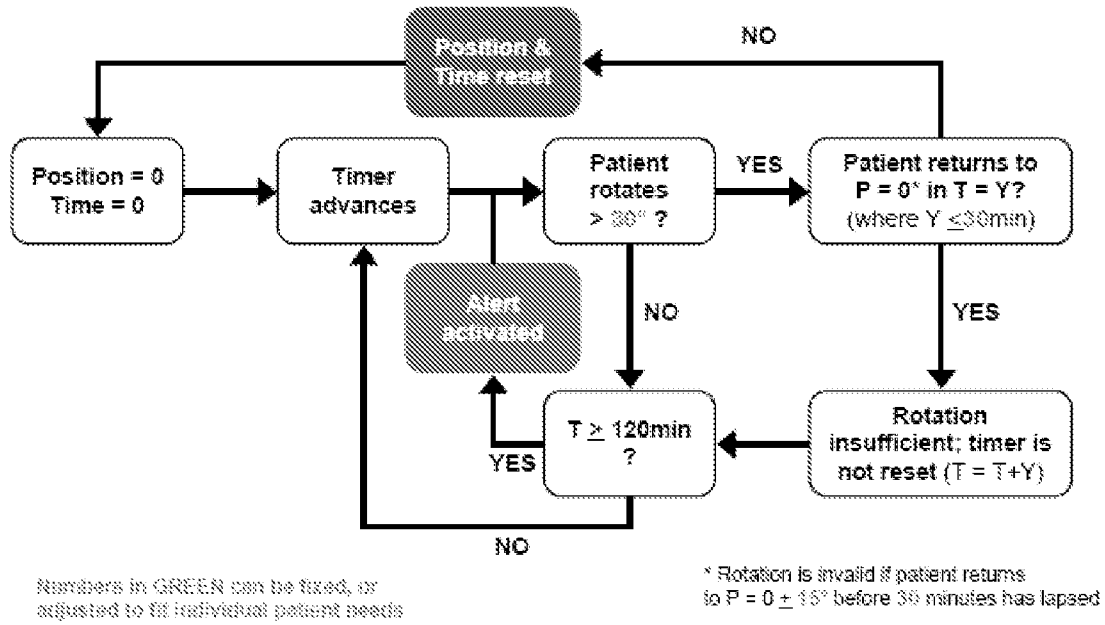 NO
Position &
Time reset
Position = 0
Time = 0
Timer
advances
Patient
rotates
> 30° ?
YES
Patient returns to
P = 0* in T = Y?
(where Y ≤30min)
Alert
activated
NO
YES
T ≥ 120min
?
YES
Rotation
insufficient; timer is
not reset (T = T+Y)
NO
Numbers in GREEN can be fixed, or
adjusted to fit individual patient needs
* Rotation is invalid if patient returns
to P = 0 ± 15° before 30 minutes has lapsed